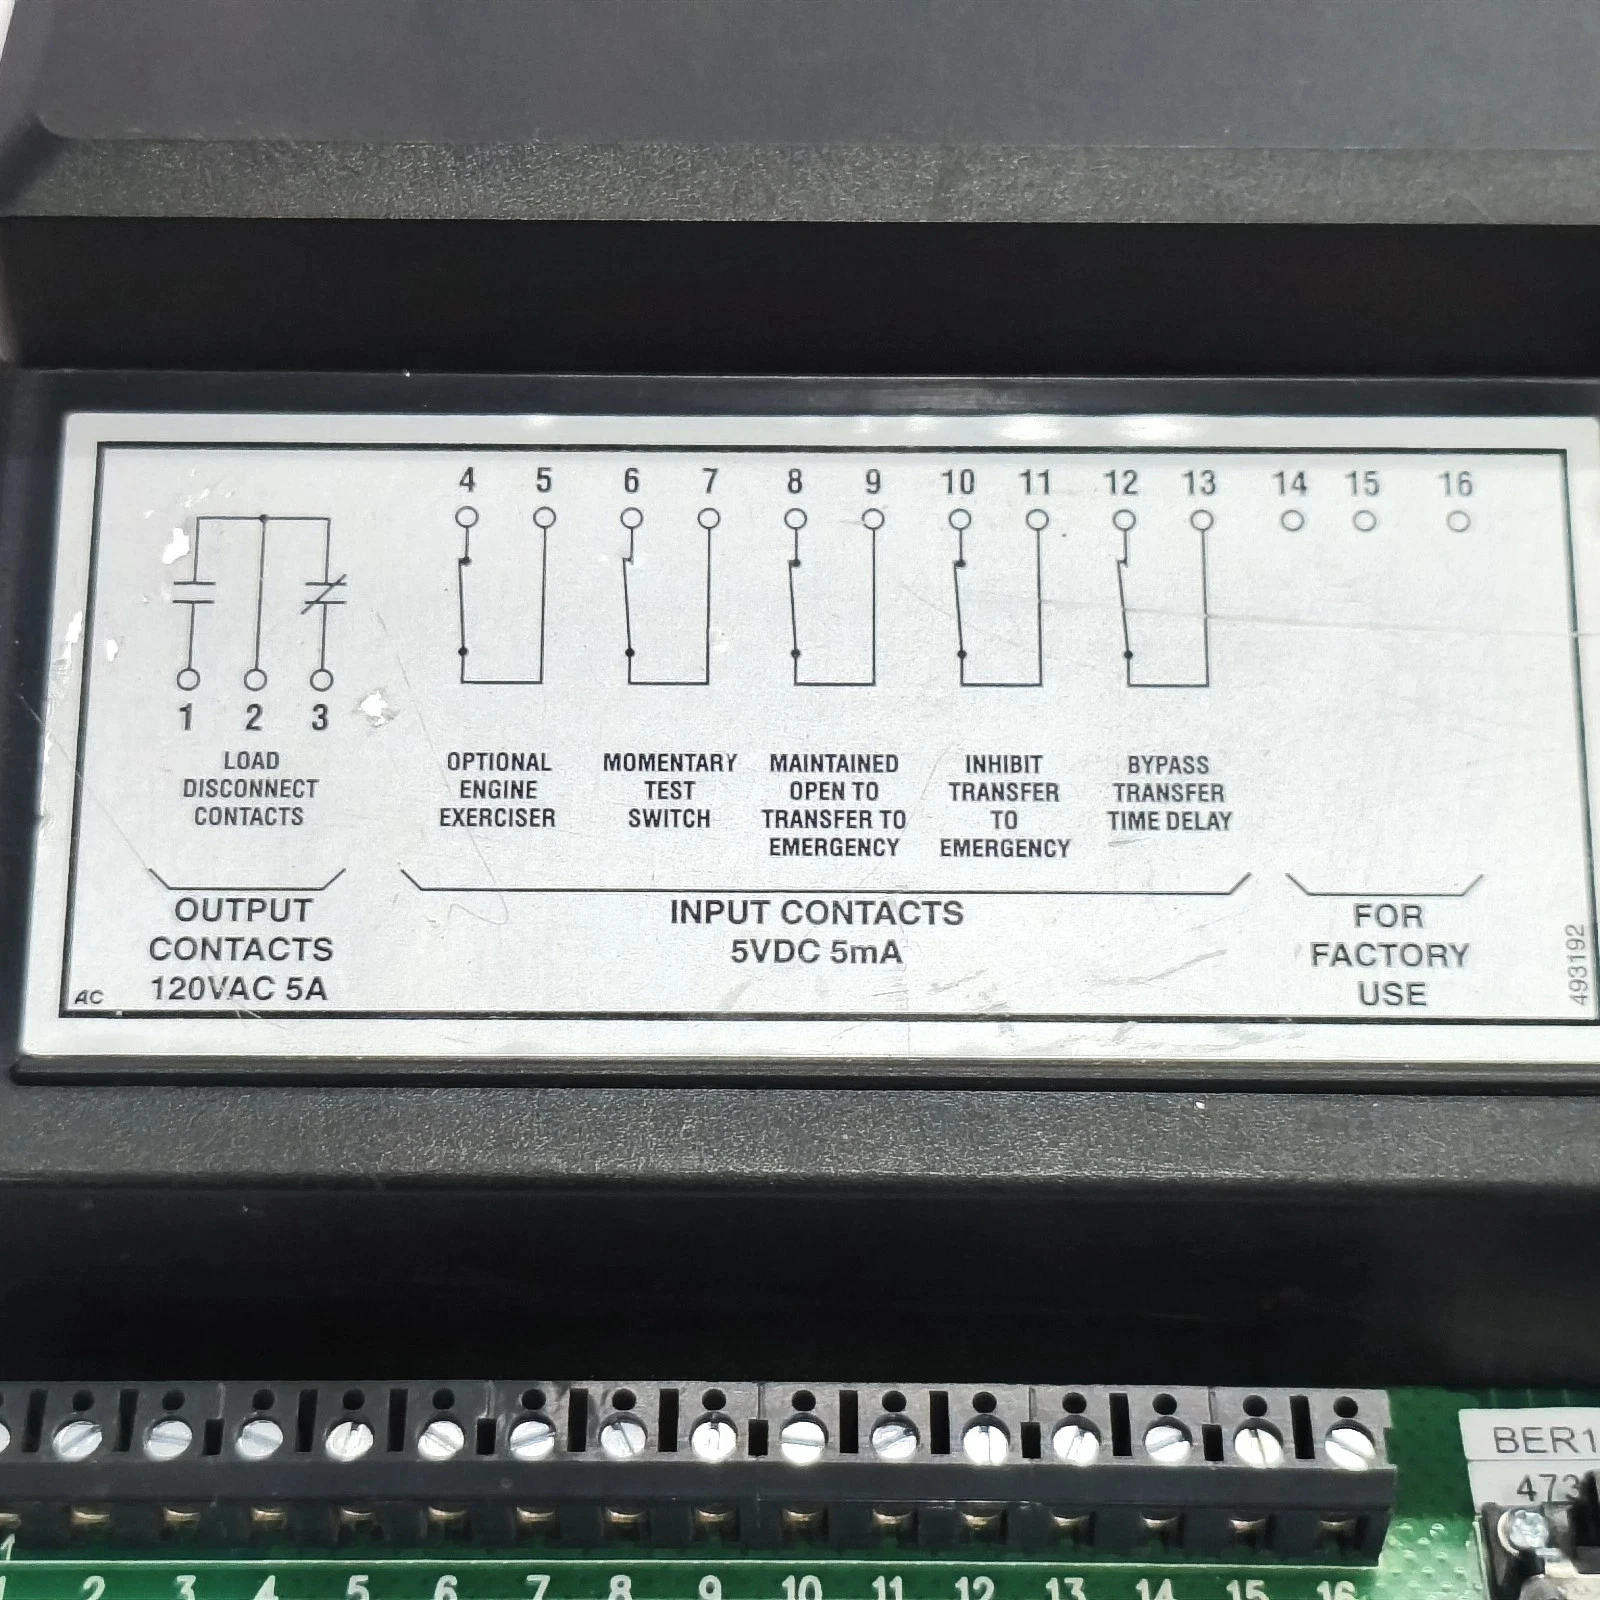 4 5 6 7 8 9 10 11 12 13 14 15 16
1 2 3
LOAD
DISCONNECT
CONTACTS
OPTIONAL
ENGINE
EXERCISER
MOMENTARY
TEST
SWITCH
MAINTAINED
OPEN TO
TRANSFER TO
EMERGENCY
INHIBIT
TRANSFER
TO
EMERGENCY
BYPASS
TRANSFER
TIME DELAY
OUTPUT
CONTACTS
120VAC 5A
INPUT CONTACTS
5VDC 5mA
FOR
FACTORY
USE
AC
493192
BER1
473
1
1 2 3 4 5 6 7 8 9 10 11 12 13 14 15 16